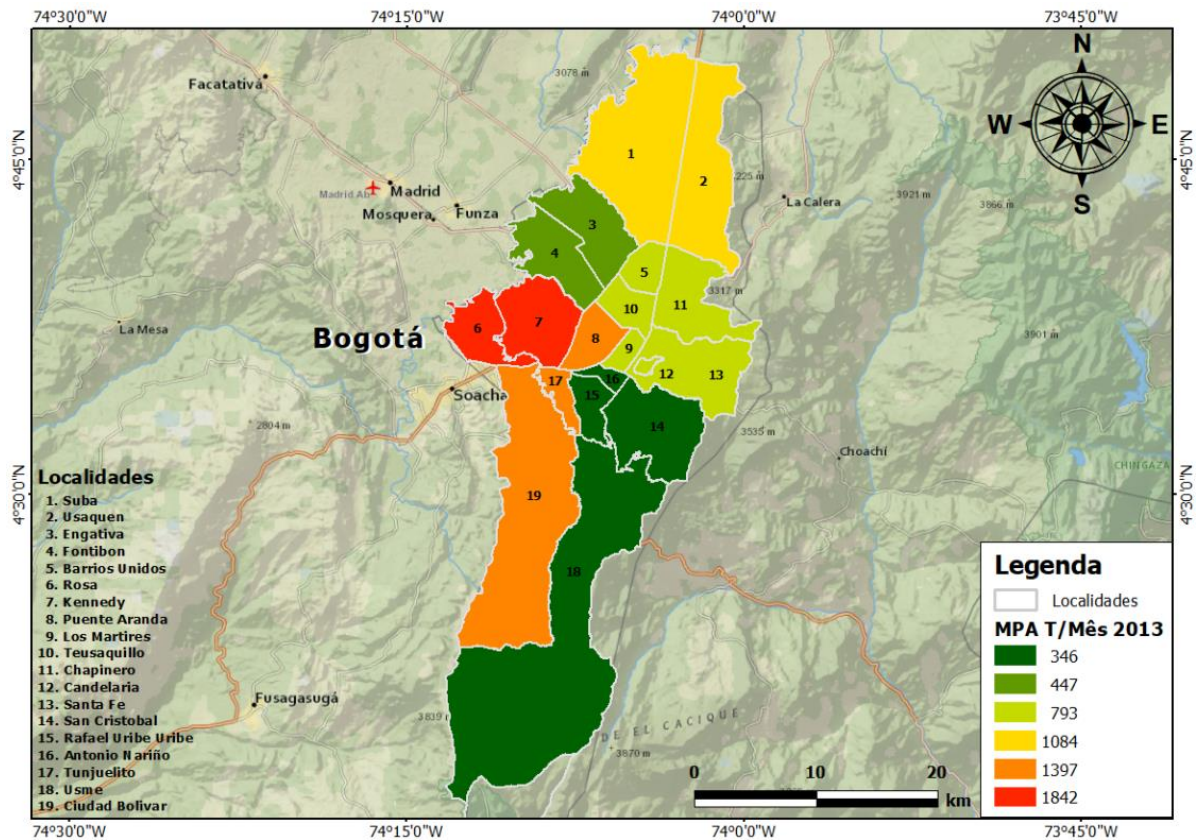 74°30'0"W 74°15'0"W 74°0'0"W 73°45'0"W
N
W E
S
4°45'0"N 4°45'0"N
4°30'0"N 4°30'0"N
Facatativá
3078 m
Madrid Ab
Madrid
Mosquera
Funza
La Calera
225 m
3921 m
3866 m
1
2
3
4
5
3317 m
10
11
6
7
8
9
12
13
La Mesa
Bogotá
3901 m
Soacha
16
17
15
14
2804 m
3535 m
Choachí
CHINGAZA
19
18
Localidades
1. Suba
2. Usaquen
3. Engativa
4. Fontibon
5. Barrios Unidos
6. Rosa
7. Kennedy
8. Puente Aranda
9. Los Martires
10. Teusaquillo
11. Chapinero
12. Candelaria
13. Santa Fe
14. San Cristobal
15. Rafael Uribe Uribe
16. Antonio Nariño
17. Tunjuelito
18. Usme
19. Ciudad Bolivar
Fusagasugá
3839 m
DE EL CACIQUE
3870 m
0 10 20
km
Legenda
Localidades
MPA T/Mês 2013
346
447
793
1084
1397
1842
74°30'0"W 74°15'0"W 74°0'0"W 73°45'0"W